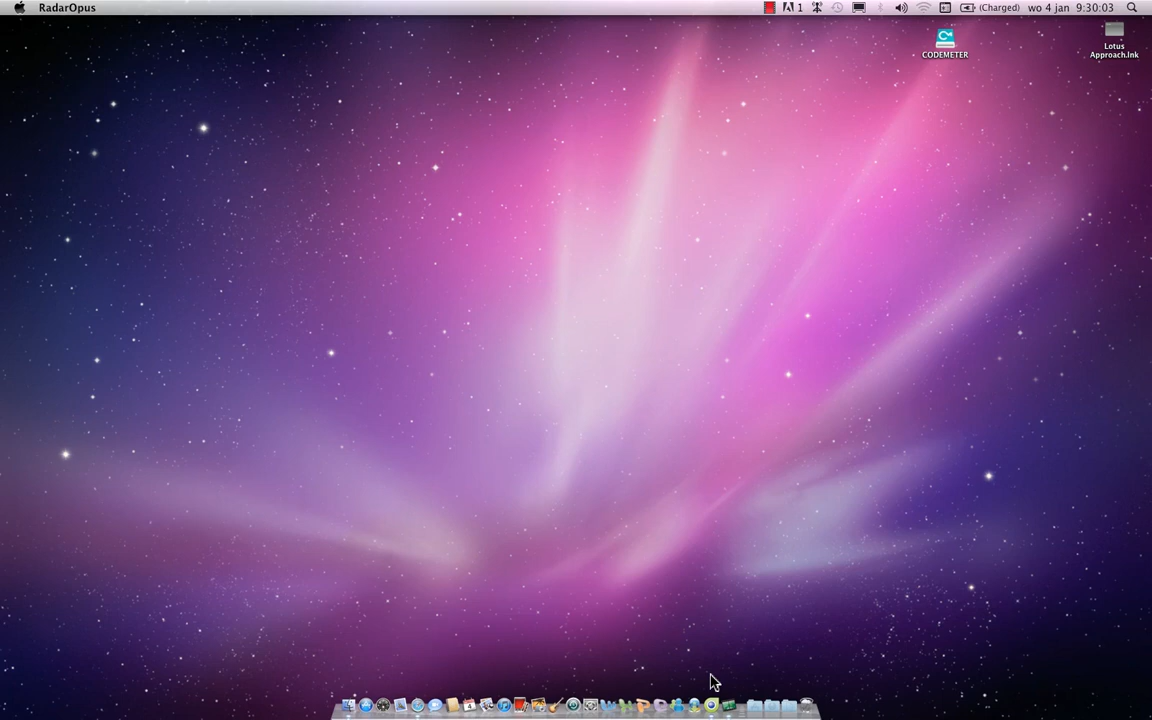 RadarOpus
1
(Charged)
wo 4 jan
9:30:03
CODEMETER
Lotus
Approach.lnk